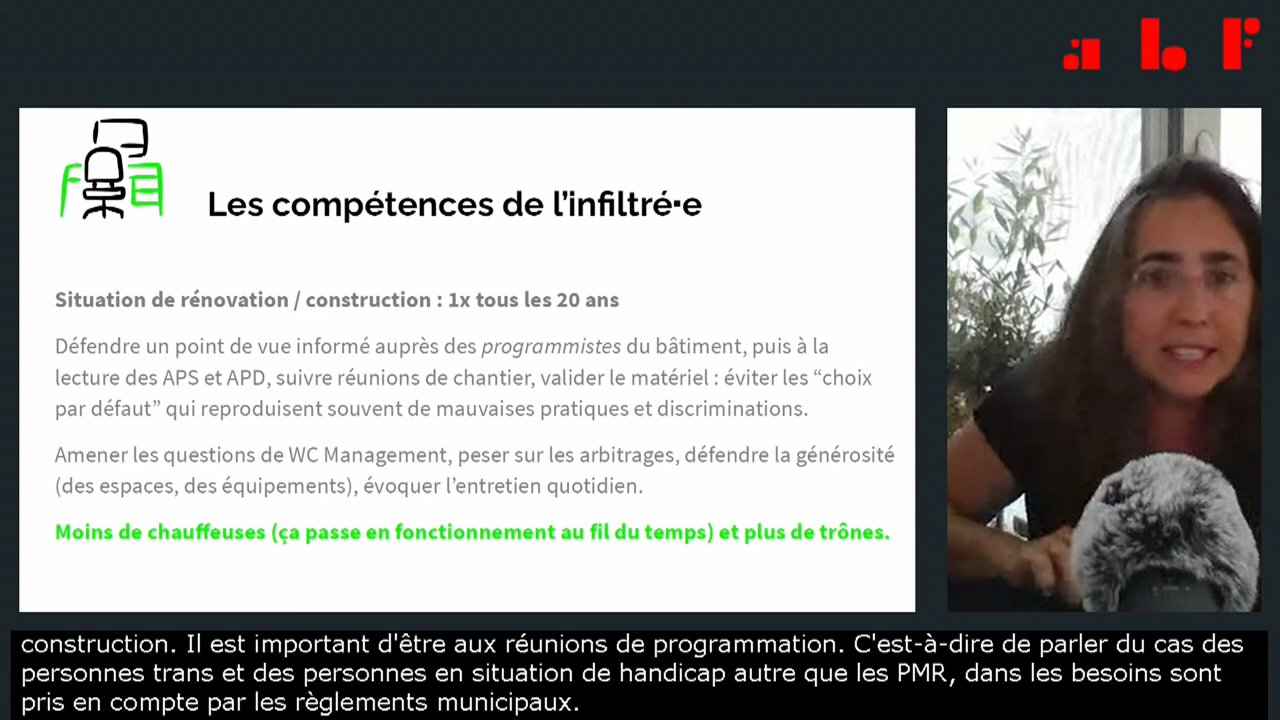 abf
Les compétences de l’infiltré·e
Situation de rénovation / construction : 1x tous les 20 ans
Défendre un point de vue informé auprès des programmistes du bâtiment, puis à la
lecture des APS et APD, suivre réunions de chantier, valider le matériel : éviter les “choix
par défaut” qui reproduisent souvent de mauvaises pratiques et discriminations.
Amener les questions de WC Management, peser sur les arbitrages, défendre la générosité
(des espaces, des équipements), évoquer l’entretien quotidien.
Moins de chauffeuses (ça passe en fonctionnement au fil du temps) et plus de trônes.
construction. Il est important d'être aux réunions de programmation. C'est-à-dire de parler du cas des
personnes trans et des personnes en situation de handicap autre que les PMR, dans les besoins sont
pris en compte par les règlements municipaux.